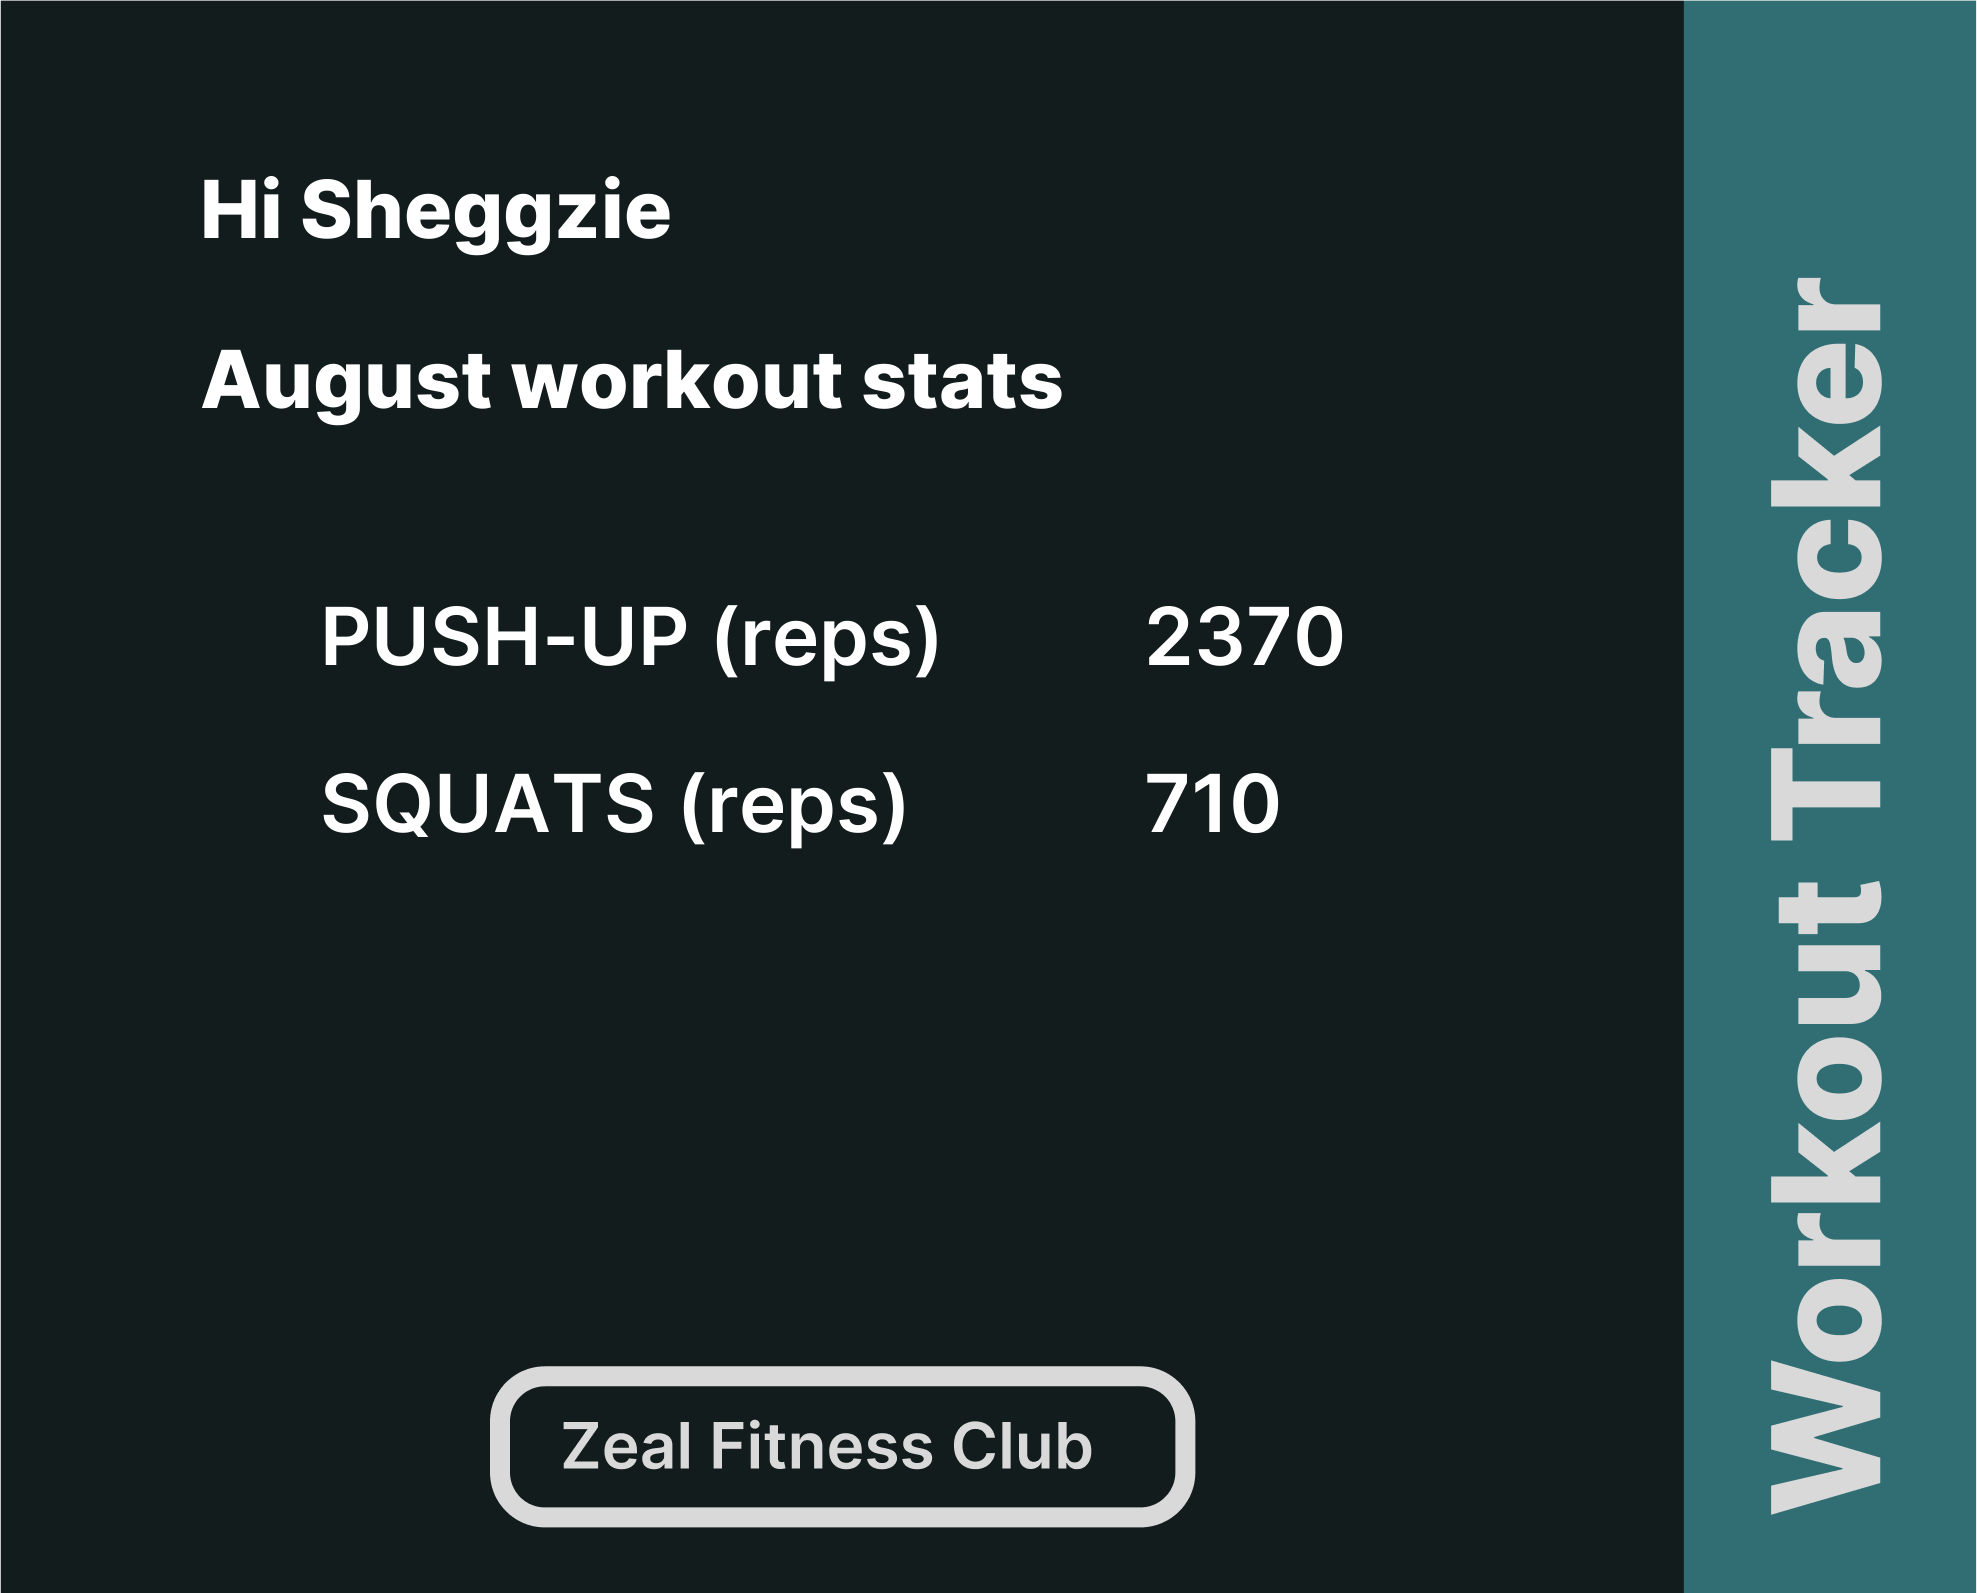 Hi Sheggzie
August workout stats
PUSH-UP (reps) 2370
SQUATS (reps) 710
Zeal Fitness Club
Workout Tracker